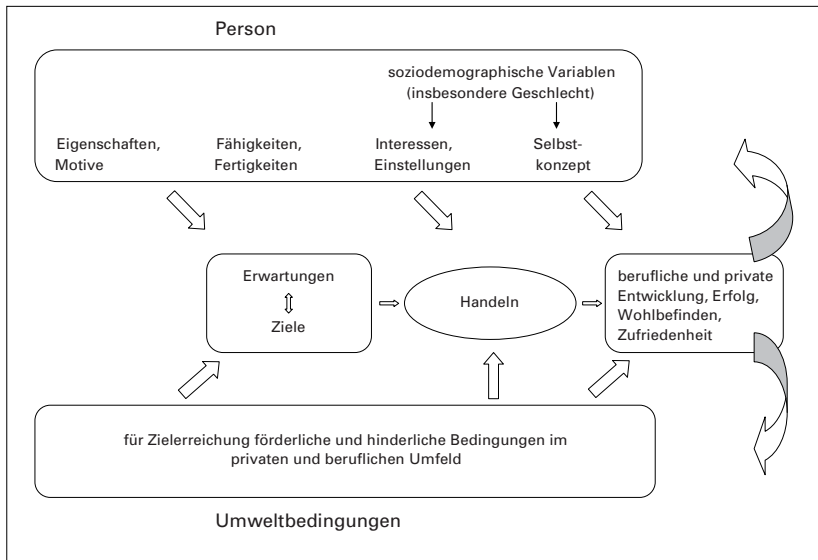 Person
soziodemographische Variablen
(insbesondere Geschlecht)
Eigenschaften,
Motive
Fähigkeiten,
Fertigkeiten
Interessen,
Einstellungen
Selbst-
konzept
Erwartungen
Ziele
Handeln
berufliche und private
Entwicklung, Erfolg,
Wohlbefinden,
Zufriedenheit
für Zielerreichung förderliche und hinderliche Bedingungen im
privaten und beruflichen Umfeld
Umweltbedingungen